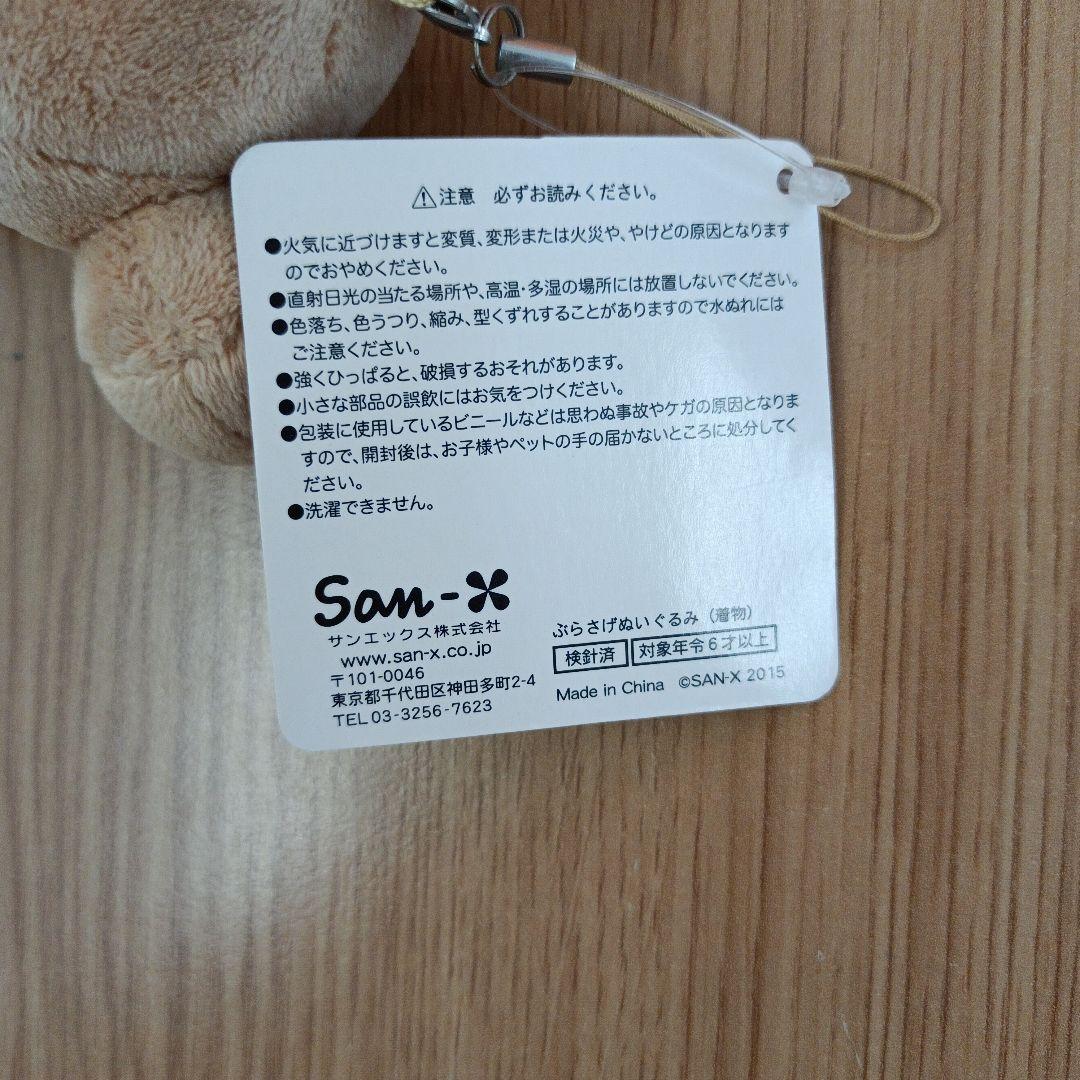 ⚠注意 必ずお読みください。
●火気に近づけますと変質、変形または火災や、やけどの原因となります
のでおやめください。
●直射日光の当たる場所や、高温・多湿の場所には放置しないでください。
●色落ち、色うつり、縮み、型くずれすることがありますので水ぬれには
ご注意ください。
●強くひっぱると、破損するおそれがあります。
●小さな部品の誤飲にはお気をつけください。
●包装に使用しているビニールなどは思わぬ事故やケガの原因となりま
すので、開封後は、お子様やペットの手の届かないところに処分してく
ださい。
●洗濯できません。
San-X
サンエックス株式会社
www.san-x.co.jp
〒101-0046
東京都千代田区神田多町2-4
TEL 03-3256-7623
ぶらさげぬいぐるみ（着物）
検針済 対象年令6才以上
Made in China ©SAN-X 2015